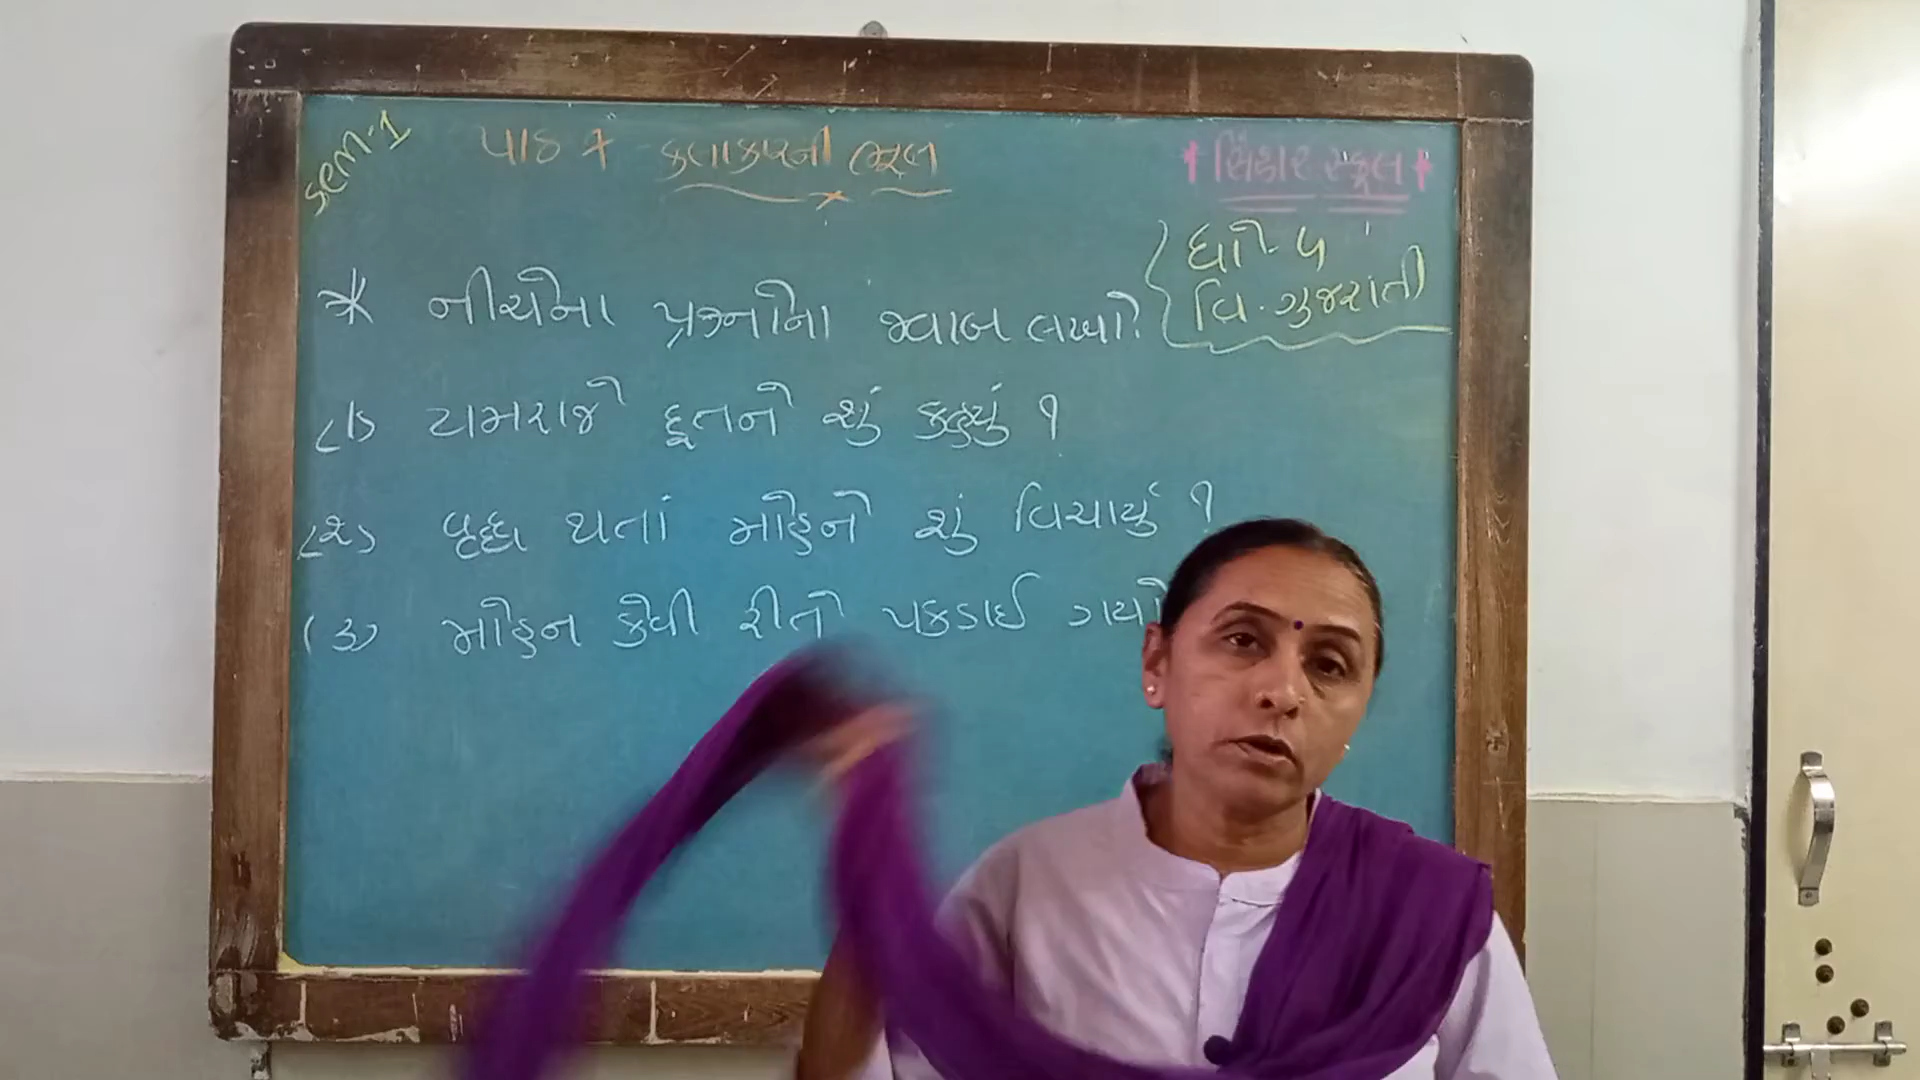 sem-1
પાઠ ૧ કલાકારની ભૂલ
સિંકાર સ્કૂલ
ધો- ૫
વિ. ગુજરાતી
* નીચેના પ્રશ્નોના જવાબ લખો.
(૧) યમરાજે દૂતને શું કહ્યું ?
(૨) વૃદ્ધ થતાં મોહને શું વિચાર્યું ?
(૩) મોહન કેવી રીતે પકડાઈ ગયો